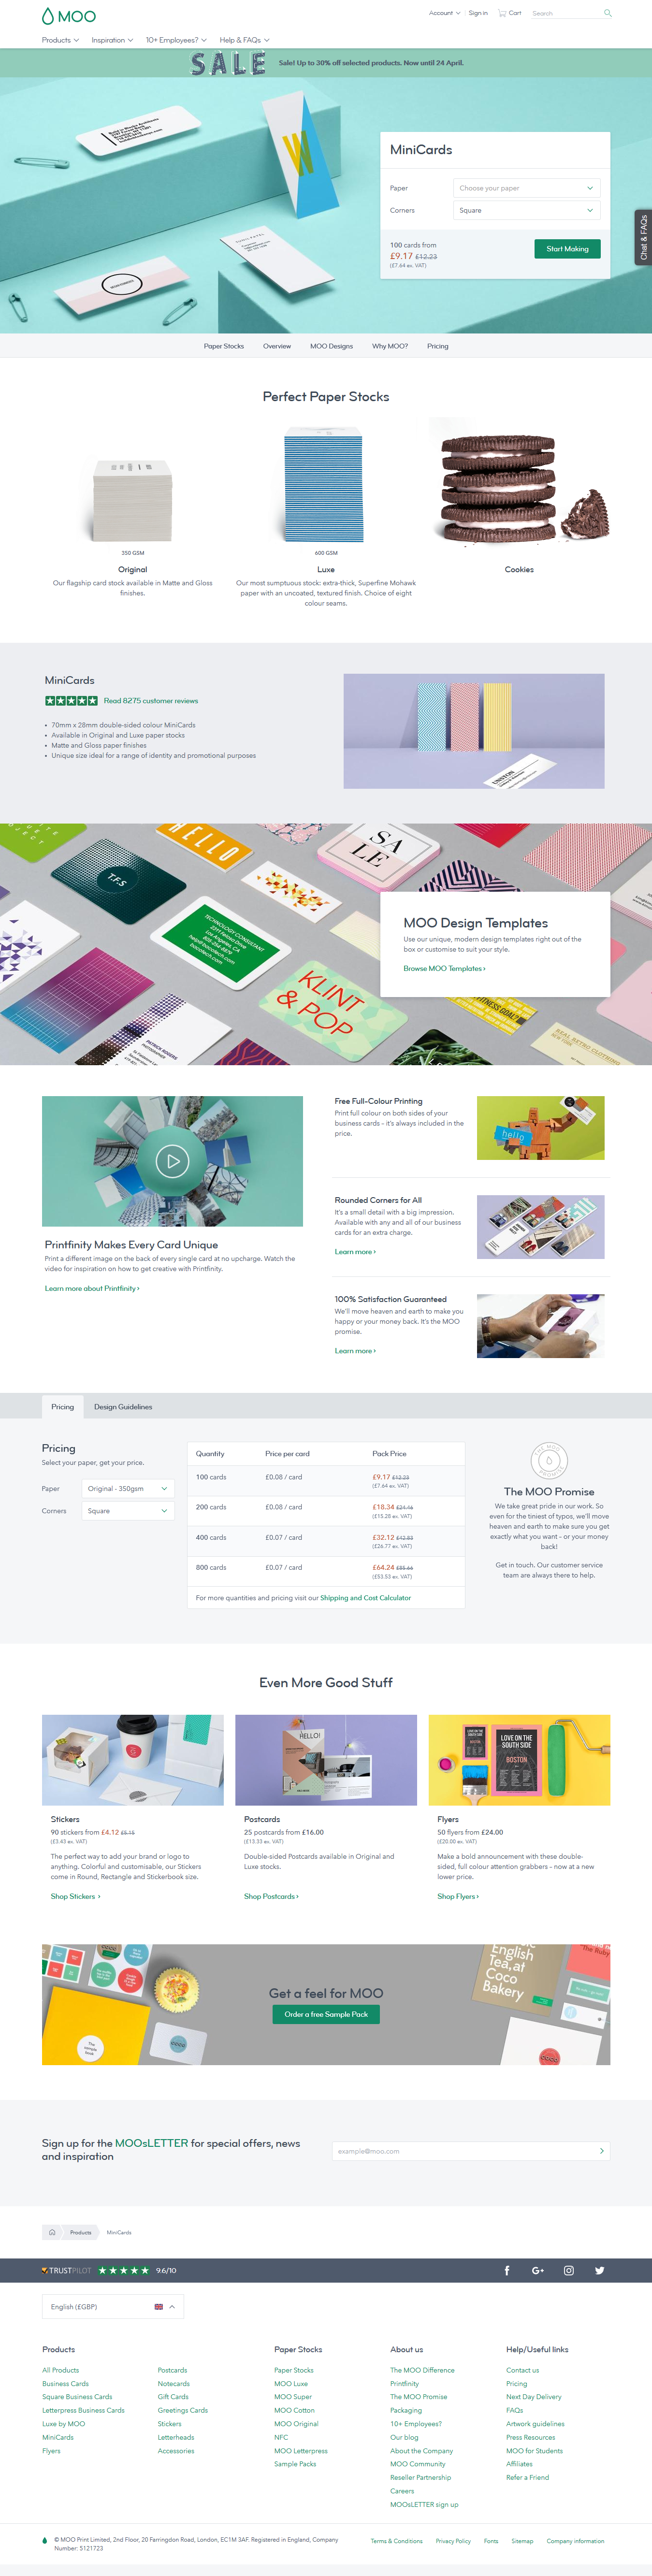 MOO
Account
Sign in
Cart
Search
Products
Inspiration
10+ Employees?
Help & FAQs
SALE
Sale! Up to 30% off selected products. Now until 24 April.
MiniCards
Paper
Choose your paper
Corners
Square
100 cards from
£9.17 £12.23
(£7.64 ex. VAT)
Start Making
Chat & FAQs
Paper Stocks
Overview
MOO Designs
Why MOO?
Pricing
Perfect Paper Stocks
350 GSM
600 GSM
Original
Luxe
Cookies
Our flagship card stock available in Matte and Gloss
finishes.
Our most sumptuous stock: extra-thick, Superfine Mohawk
paper with an uncoated, textured finish. Choice of eight
colour seams.
MiniCards
Read 8275 customer reviews
• 70mm x 28mm double-sided colour MiniCards
• Available in Original and Luxe paper stocks
• Matte and Gloss paper finishes
• Unique size ideal for a range of identity and promotional purposes
HELLO
SA
LE
T.F.S
TECHNOLOGY CONSULTANT
KLINT
& POP
MOO Design Templates
Use our unique, modern design templates right out of the
box or customise to suit your style.
Browse MOO Templates ›
Printfinity Makes Every Card Unique
Print a different image on the back of every single card at no upcharge. Watch the
video for inspiration on how to get creative with Printfinity.
Learn more about Printfinity ›
Free Full-Colour Printing
Print full colour on both sides of your
business cards – it's always included in the
price.
hello
Rounded Corners for All
It's a small detail with a big impression.
Available with any and all of our business
cards for an extra charge.
Learn more ›
100% Satisfaction Guaranteed
We'll move heaven and earth to make you
happy or your money back. It's the MOO
promise.
Learn more ›
Pricing
Design Guidelines
Pricing
Select your paper, get your price.
Paper
Original - 350gsm
Corners
Square
Quantity
Price per card
Pack Price
100 cards
£0.08 / card
£9.17 £12.23
(£7.64 ex. VAT)
200 cards
£0.08 / card
£18.34 £24.46
(£15.28 ex. VAT)
400 cards
£0.07 / card
£32.12 £42.83
(£26.77 ex. VAT)
800 cards
£0.07 / card
£64.24 £85.66
(£53.53 ex. VAT)
For more quantities and pricing visit our Shipping and Cost Calculator
THE MOO PROMISE
The MOO Promise
We take great pride in our work. So
even for the tiniest of typos, we'll move
heaven and earth to make sure you get
exactly what you want – or your money
back!
Get in touch. Our customer service
team are always there to help.
Even More Good Stuff
HELLO!
LOVE ON THE
SOUTH SIDE
BOSTON
LOVE ON THE
SOUTH SIDE
BOSTON
Stickers
90 stickers from £4.12 £5.15
(£3.43 ex. VAT)
The perfect way to add your brand or logo to
anything. Colorful and customisable, our Stickers
come in Round, Rectangle and Stickerbook size.
Shop Stickers ›
Postcards
25 postcards from £16.00
(£13.33 ex. VAT)
Double-sided Postcards available in Original and
Luxe stocks.
Shop Postcards ›
Flyers
50 flyers from £24.00
(£20.00 ex. VAT)
Make a bold announcement with these double-
sided, full colour attention grabbers – now at a new
lower price.
Shop Flyers ›
Get a feel for MOO
Order a free Sample Pack
English
Tea, at
Coco
Bakery
Sign up for the MOOsLETTER for special offers, news
and inspiration
example@moo.com
Products
MiniCards
TRUSTPILOT
9.6/10
English (£GBP)
Products
All Products
Business Cards
Square Business Cards
Letterpress Business Cards
Luxe by MOO
MiniCards
Flyers
Postcards
Notecards
Gift Cards
Greetings Cards
Stickers
Letterheads
Accessories
Paper Stocks
Paper Stocks
MOO Luxe
MOO Super
MOO Cotton
MOO Original
NFC
MOO Letterpress
Sample Packs
About us
The MOO Difference
Printfinity
The MOO Promise
Packaging
10+ Employees?
Our blog
About the Company
MOO Community
Reseller Partnership
Careers
MOOsLETTER sign up
Help/Useful links
Contact us
Pricing
Next Day Delivery
FAQs
Artwork guidelines
Press Resources
MOO for Students
Affiliates
Refer a Friend
© MOO Print Limited, 2nd Floor, 20 Farringdon Road, London, EC1M 3AF. Registered in England, Company
Number: 5121723
Terms & Conditions
Privacy Policy
Fonts
Sitemap
Company information